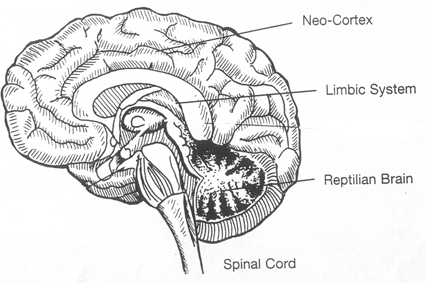 Neo-Cortex
Limbic System
Reptilian Brain
Spinal Cord